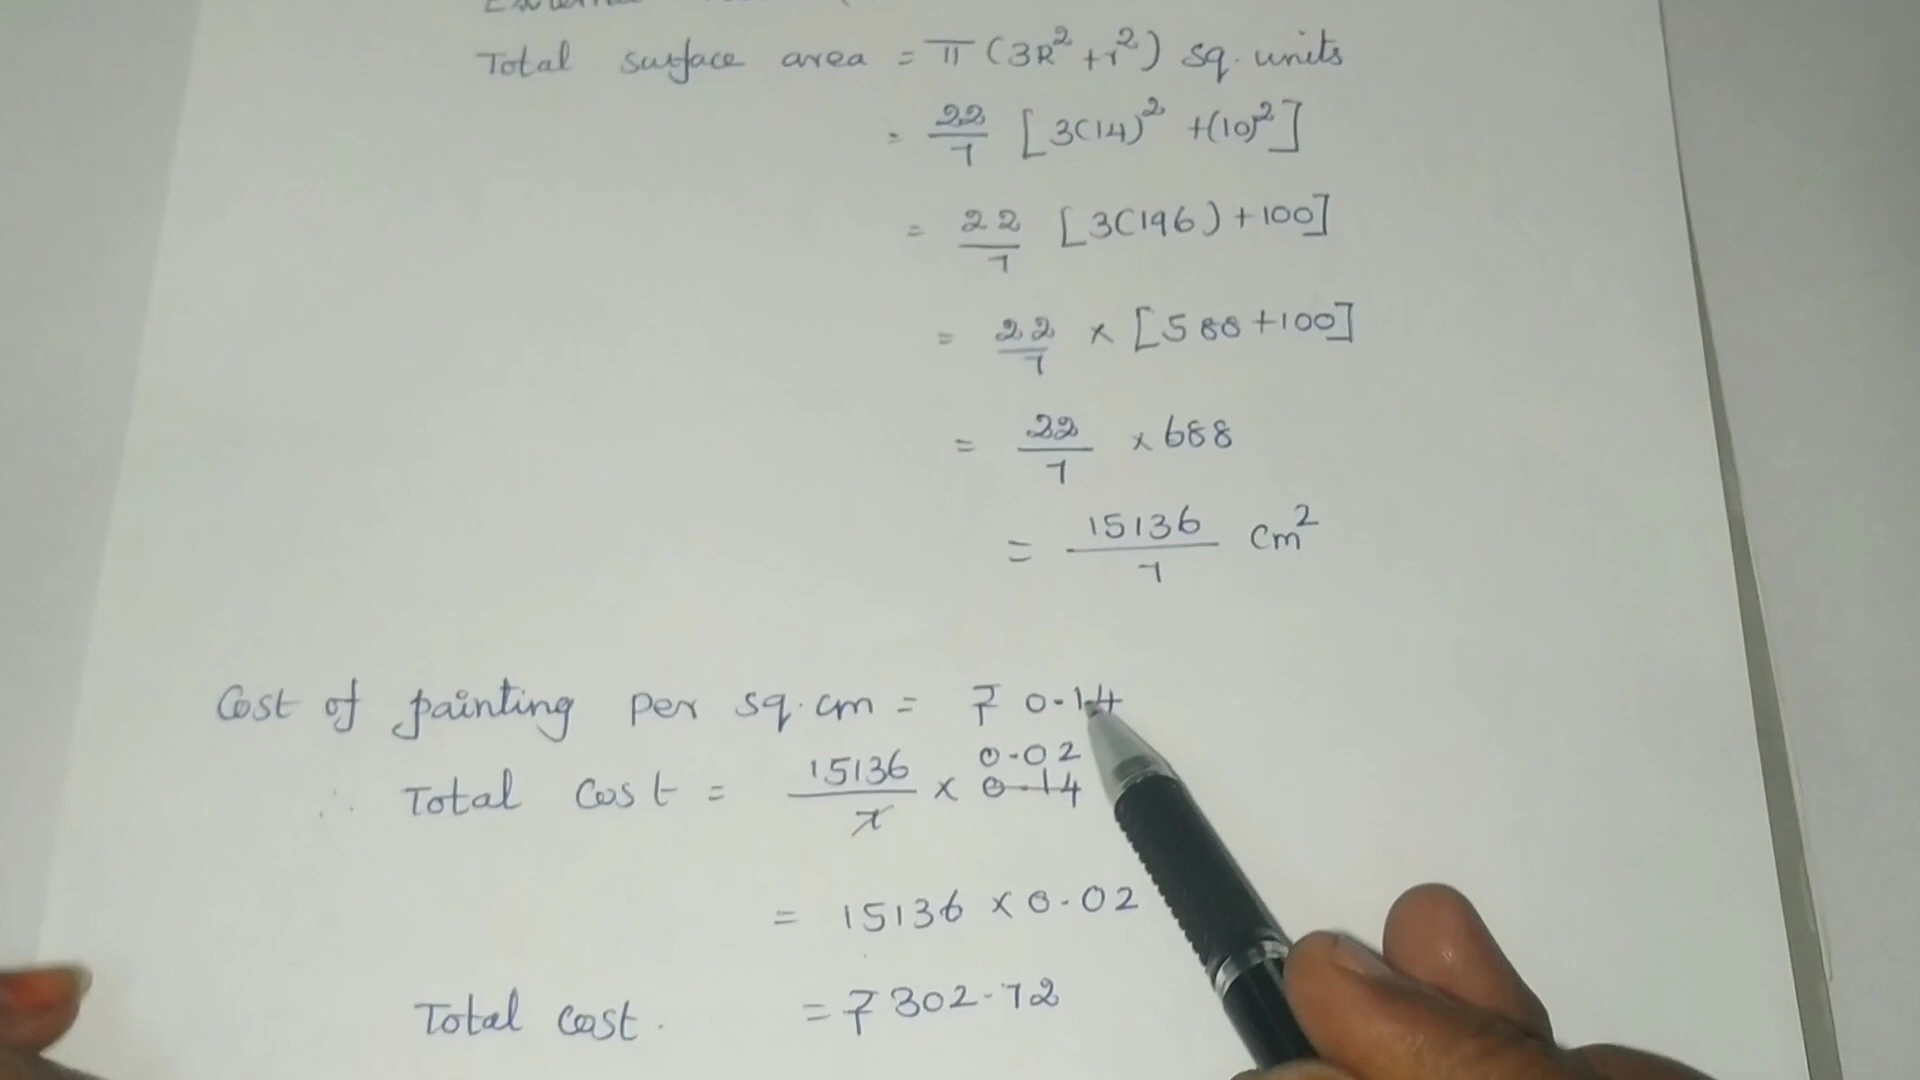 Total surface area = π (3R² + r²) sq. units
= 22/7 [3(14)² + (10)²]
= 22/7 [3(196) + 100]
= 22/7 × [588 + 100]
= 22/7 × 688
= 15136/7 cm²
Cost of painting per sq. cm = ₹ 0.14
0.02
∴ Total cost = 15136/7 × 0.14
= 15136 × 0.02
Total cost. = ₹ 302.72